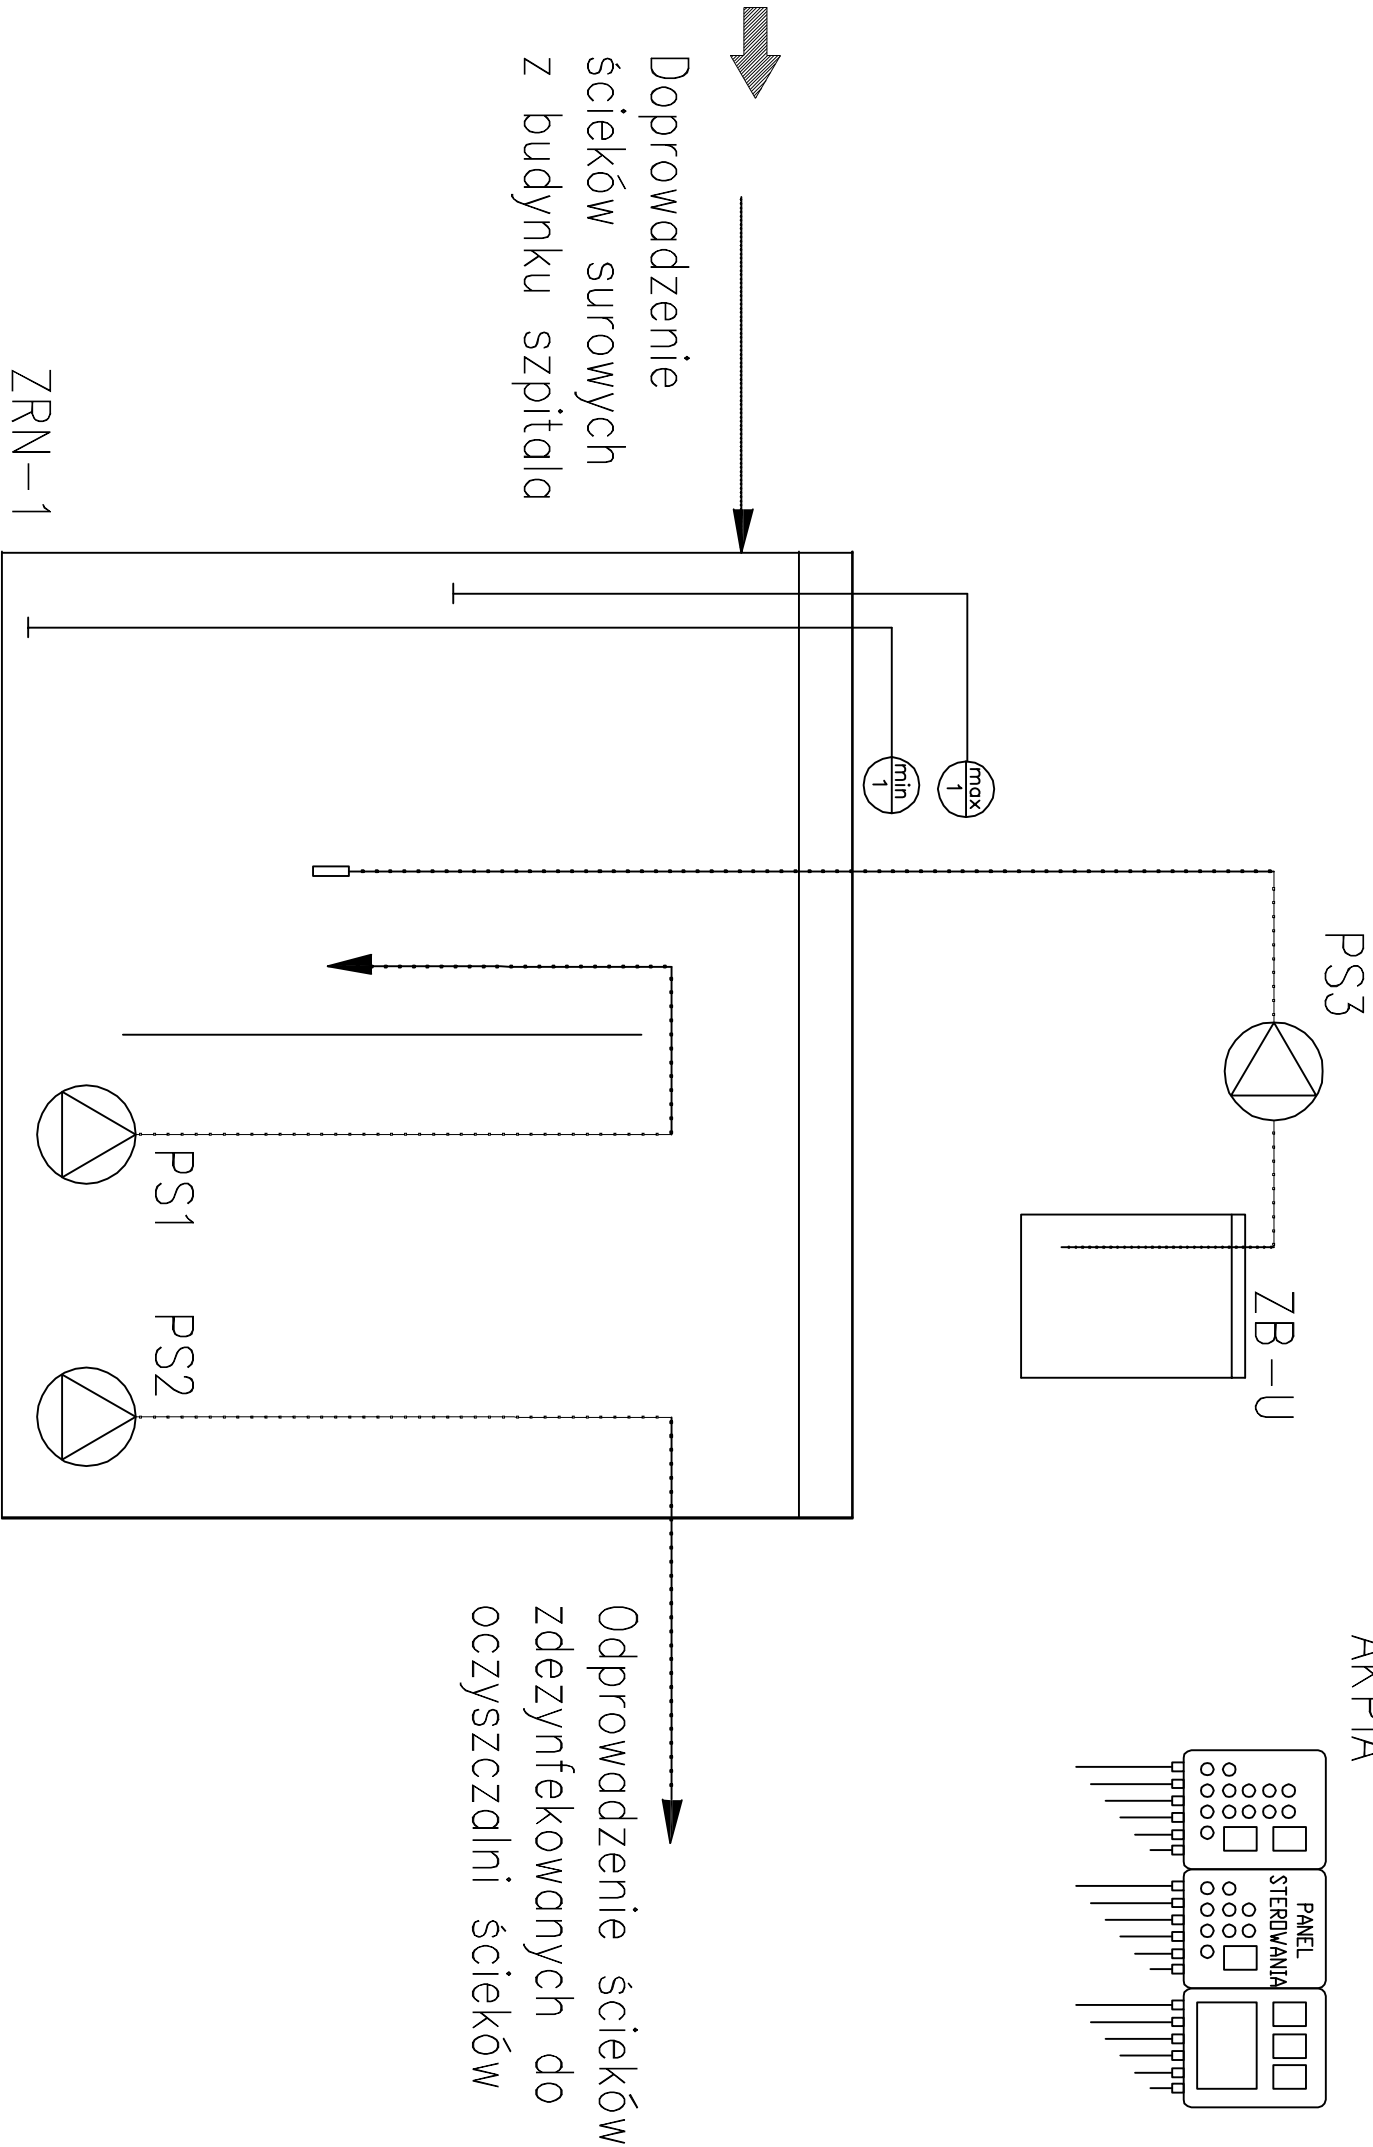 AKPIA
PS3
ZB-U
PANEL
STEROWANIA
max
1
min
1
Doprowadzenie
ścieków surowych
z budynku szpitala
Odprowadzenie ścieków
zdezynfekowanych do
oczyszczalni ścieków
PS1
PS2
ZRN-1